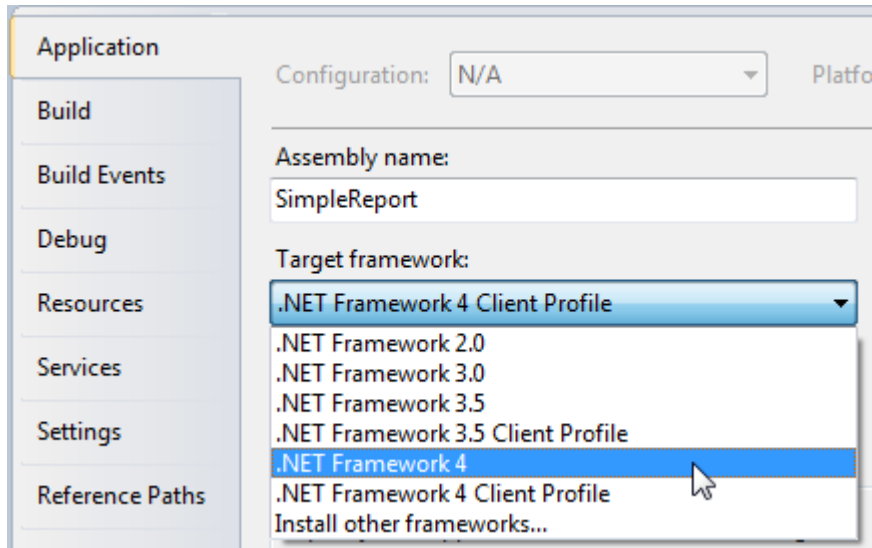 Application
Build
Build Events
Debug
Resources
Services
Settings
Reference Paths
Configuration: N/A Platfo
Assembly name:
SimpleReport
Target framework:
.NET Framework 4 Client Profile
.NET Framework 2.0
.NET Framework 3.0
.NET Framework 3.5
.NET Framework 3.5 Client Profile
.NET Framework 4
.NET Framework 4 Client Profile
Install other frameworks...